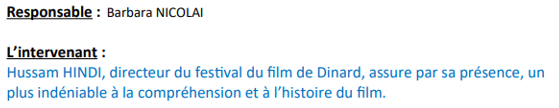 Responsable : Barbara NICOLAI
L’intervenant :
Hussam HINDI, directeur du festival du film de Dinard, assure par sa présence, un
plus indéniable à la compréhension et à l’histoire du film.